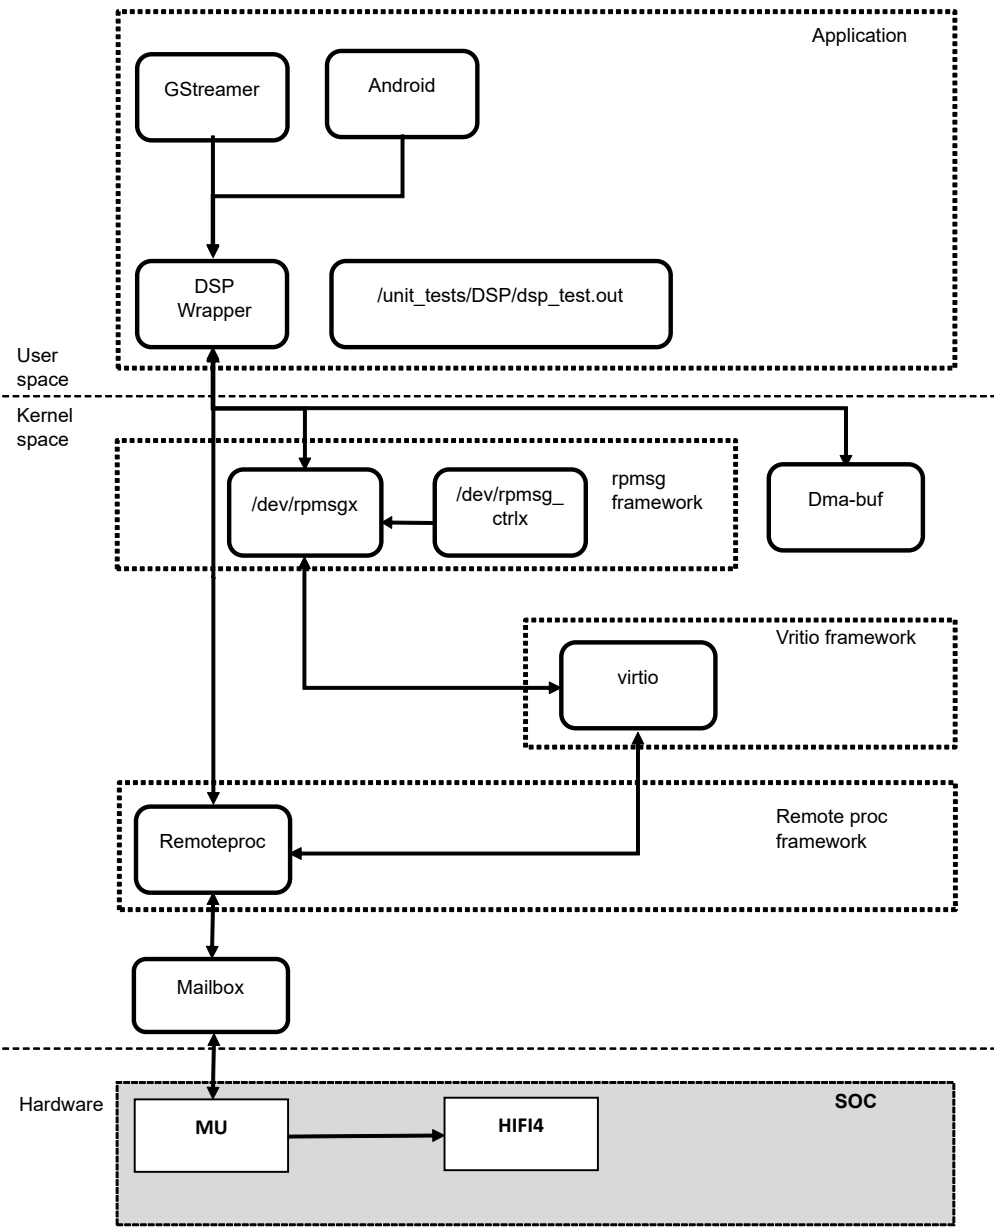 Application
GStreamer
Android
DSP
Wrapper
/unit_tests/DSP/dsp_test.out
User
space
Kernel
space
/dev/rpmsgx
/dev/rpmsg_
ctrlx
rpmsg
framework
Dma-buf
Vritio framework
virtio
Remoteproc
Remote proc
framework
Mailbox
Hardware
MU
HIFI4
SOC